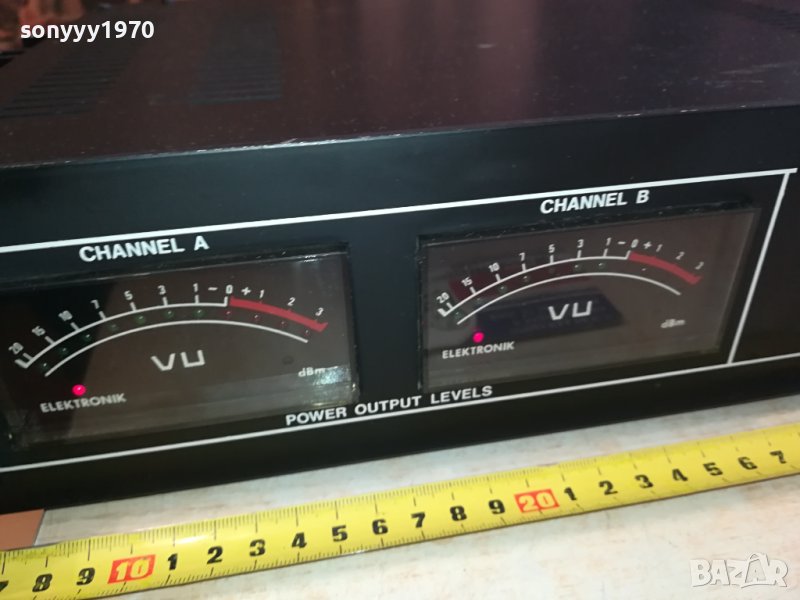 sonyyy1970
CHANNEL A
CHANNEL B
20 15 10 7 5 3 1 - 0 + 1 2 3
20 15 10 7 5 3 1 - 0 + 1 2 3
VU
VU
dBm
dBm
ELEKTRONIK
ELEKTRONIK
POWER OUTPUT LEVELS
7 8 9 10 1 2 3 4 5 6 7 8 9 20 1 2 3 4 5 6 7
BAZAR